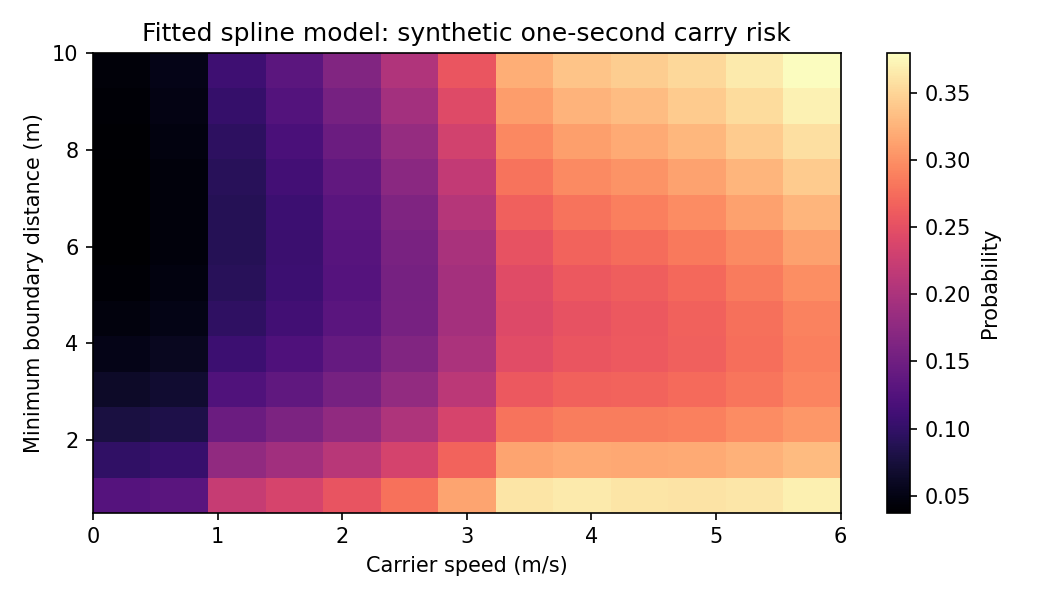 Fitted spline model: synthetic one-second carry risk
Minimum boundary distance (m)
10
8
6
4
2
0 1 2 3 4 5 6
Carrier speed (m/s)
0.35
0.30
0.25
0.20
0.15
0.10
0.05
Probability